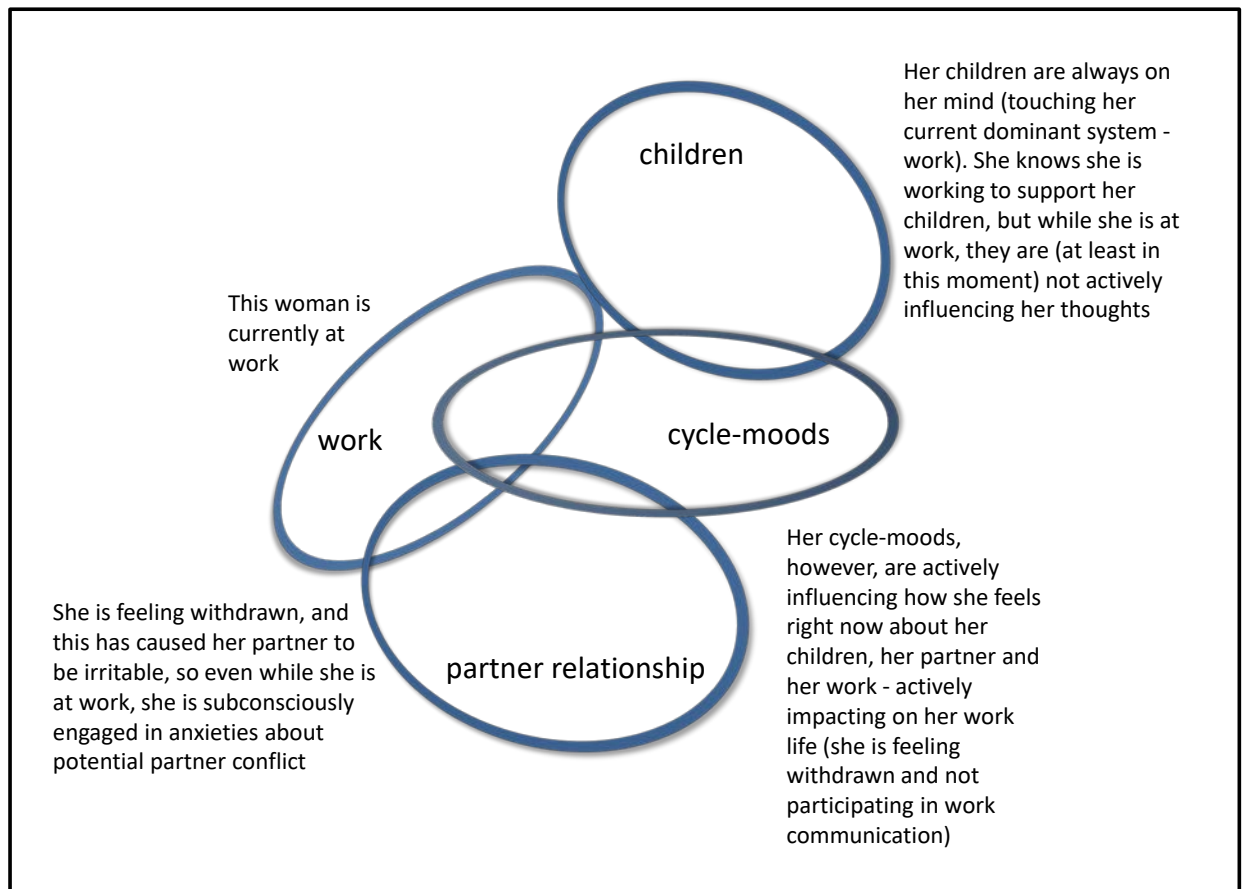 Her children are always on
her mind (touching her
current dominant system -
work). She knows she is
working to support her
children, but while she is at
work, they are (at least in
this moment) not actively
influencing her thoughts
children
This woman is
currently at
work
work
cycle-moods
Her cycle-moods,
however, are actively
influencing how she feels
right now about her
children, her partner and
her work - actively
impacting on her work
life (she is feeling
withdrawn and not
participating in work
communication)
She is feeling withdrawn, and
this has caused her partner to
be irritable, so even while she is
at work, she is subconsciously
engaged in anxieties about
potential partner conflict
partner relationship